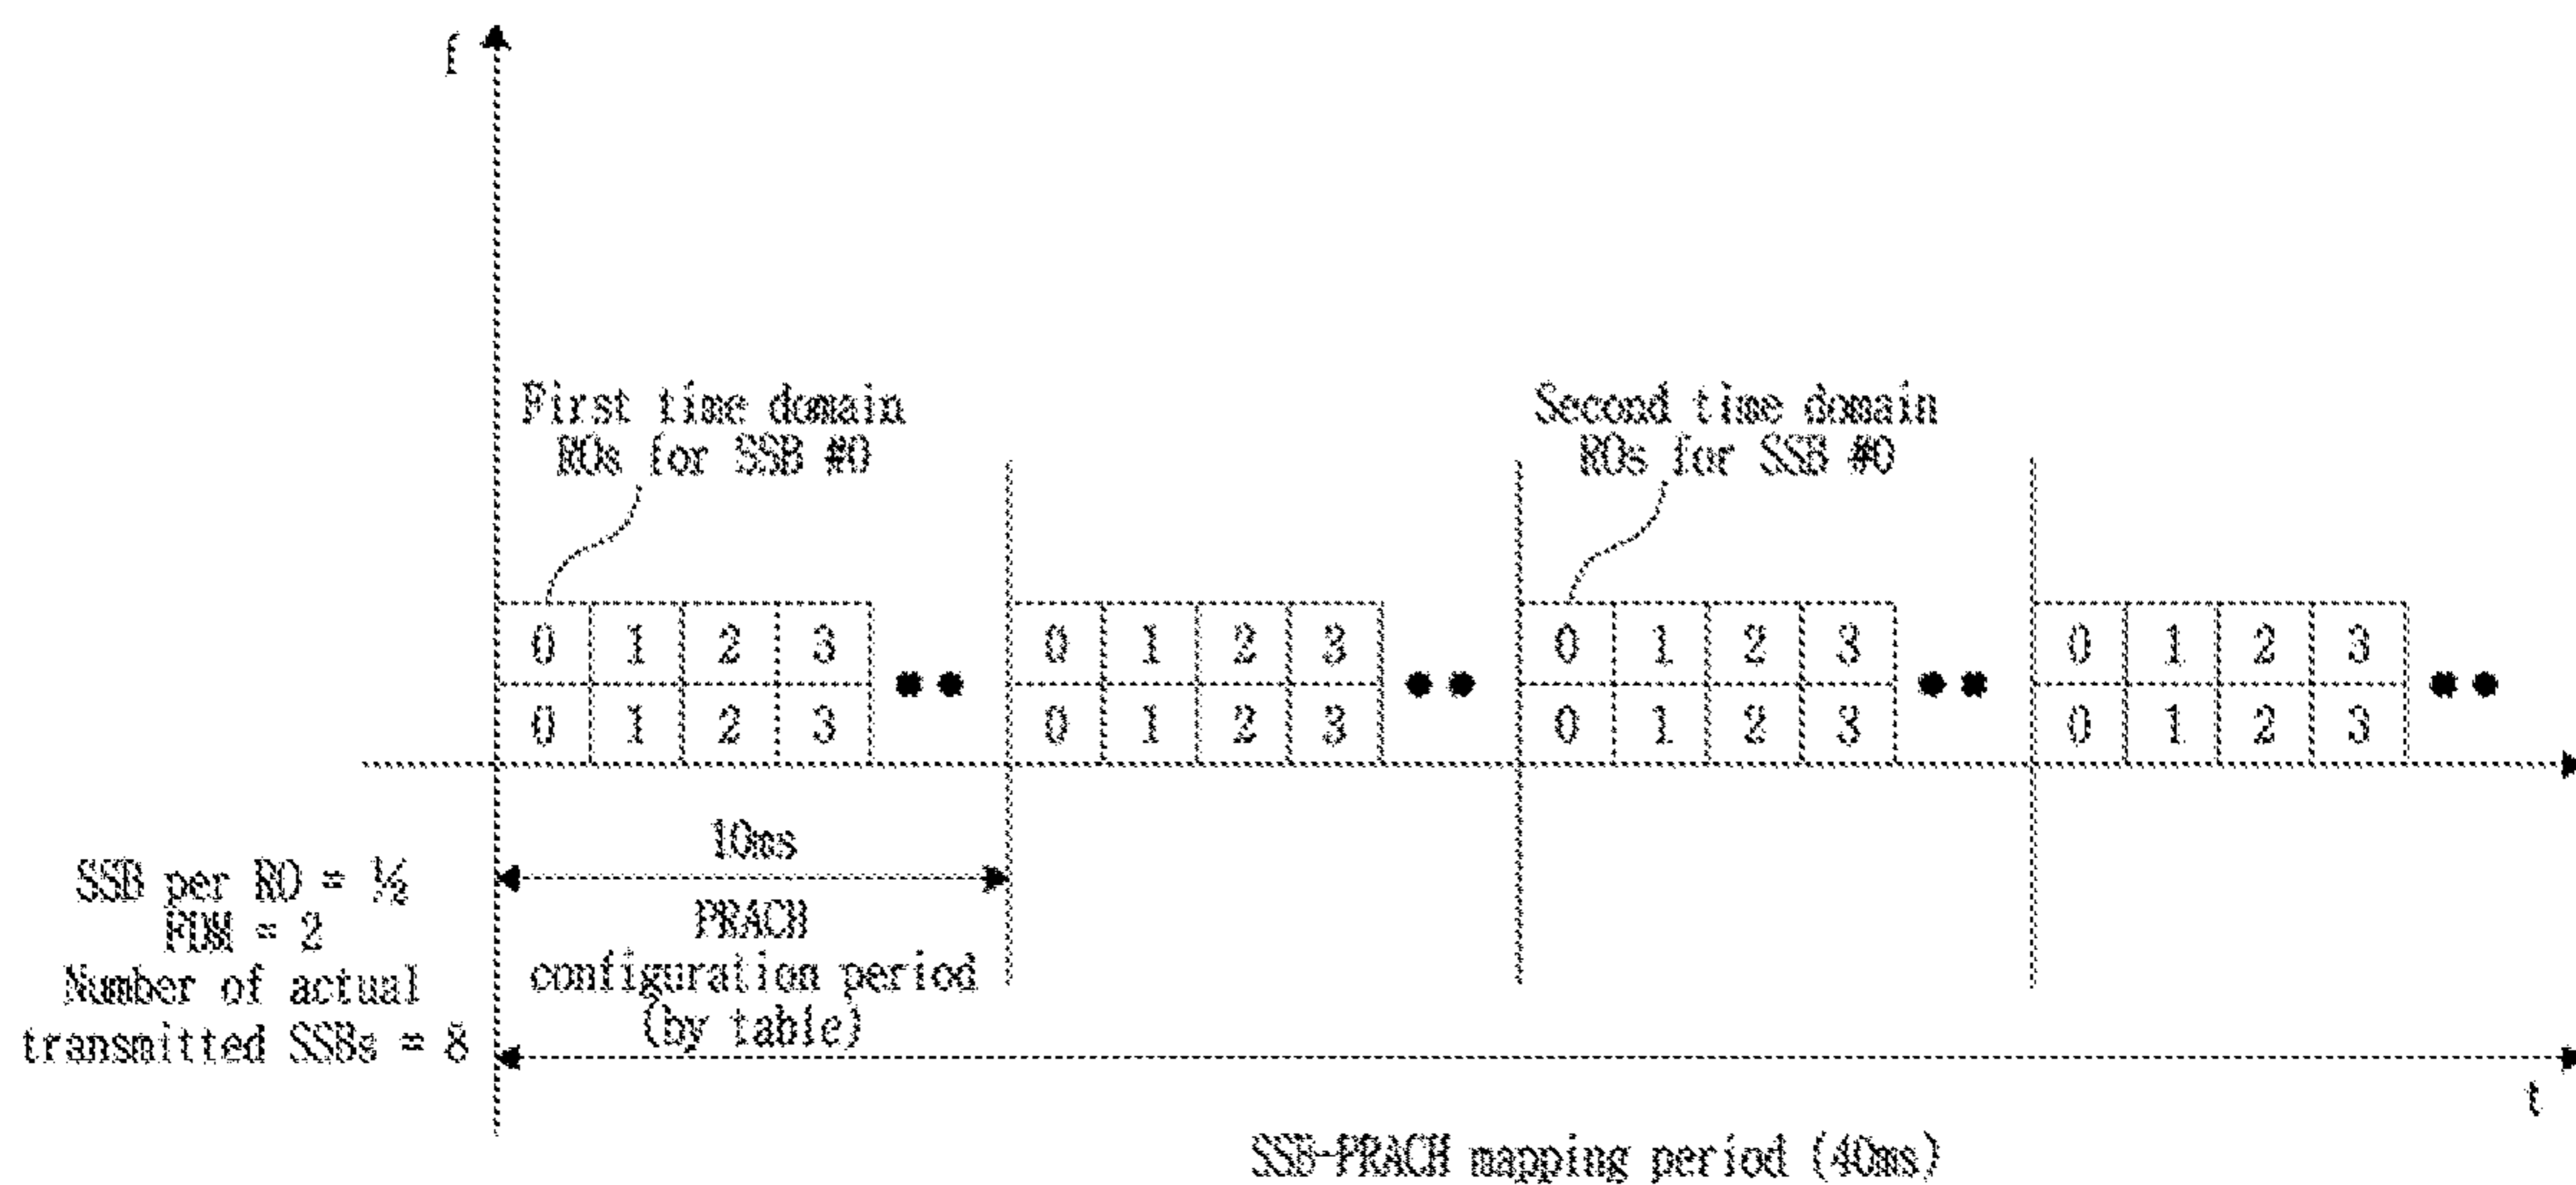 f
First time domain
ROs for SSB #0
Second time domain
ROs for SSB #0
0 1 2 3 0 1 2 3 0 1 2 3 0 1 2 3
0 1 2 3 0 1 2 3 0 1 2 3 0 1 2 3
10ms
PRACH
configuration period
(by table)
SSB per RO = ½
FDM = 2
Number of actual
transmitted SSBs = 8
t
SSB-PRACH mapping period (40ms)